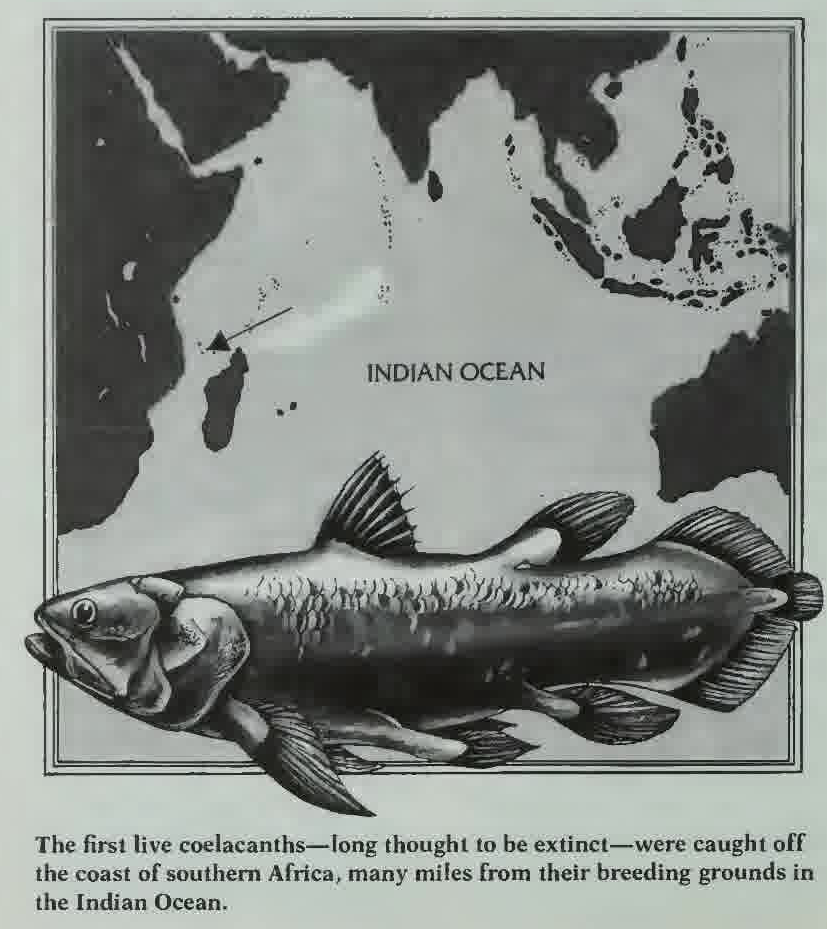 INDIAN OCEAN
The first live coelacanths—long thought to be extinct—were caught off
the coast of southern Africa, many miles from their breeding grounds in
the Indian Ocean.